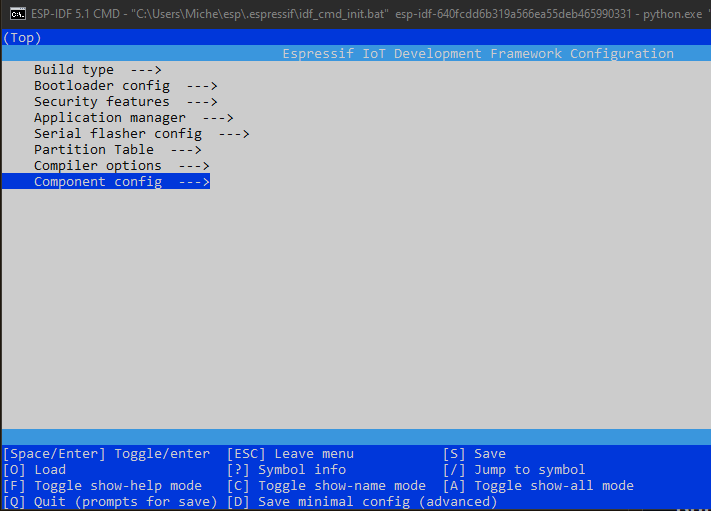 ESP-IDF 5.1 CMD - "C:\Users\Miche\esp\.espressif\idf_cmd_init.bat" esp-idf-640fcdd6b319a566ea55deb465990331 - python.exe "
(Top)
Espressif IoT Development Framework Configuration
Build type --->
Bootloader config --->
Security features --->
Application manager --->
Serial flasher config --->
Partition Table --->
Compiler options --->
Component config --->
[Space/Enter] Toggle/enter [ESC] Leave menu [S] Save
[O] Load [?] Symbol info [/] Jump to symbol
[F] Toggle show-help mode [C] Toggle show-name mode [A] Toggle show-all mode
[Q] Quit (prompts for save) [D] Save minimal config (advanced)